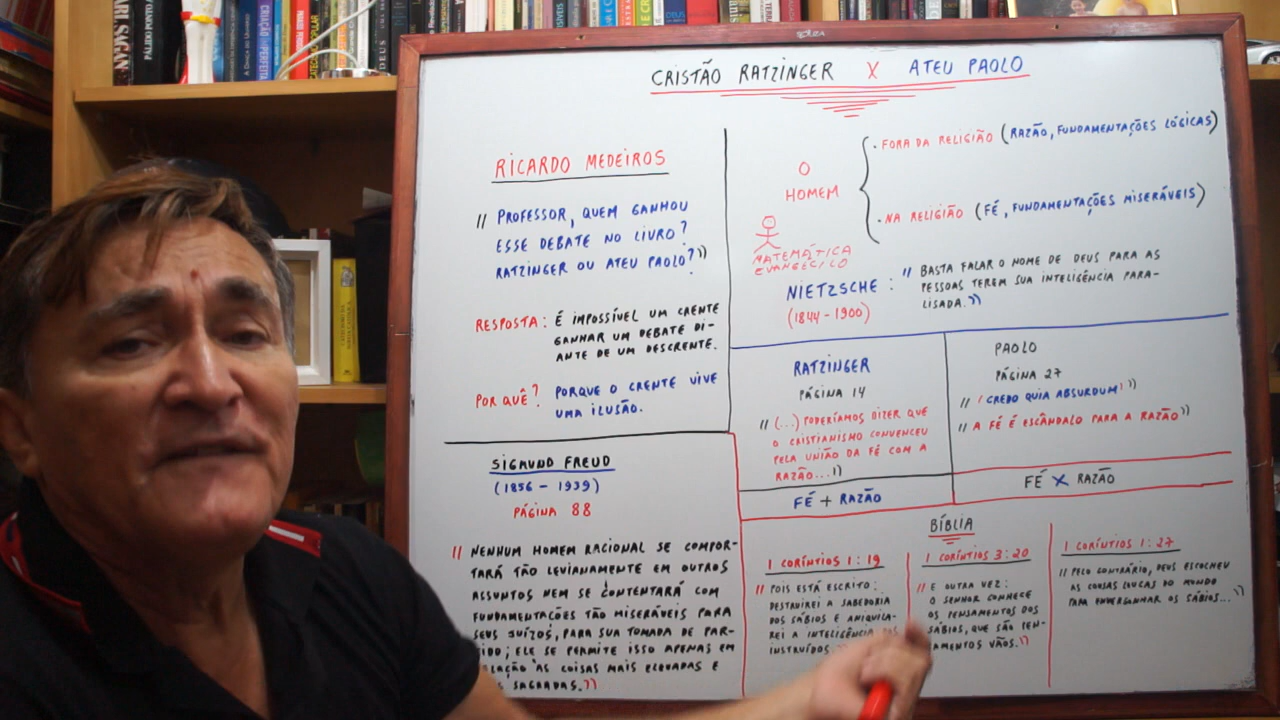 CARL SAGAN
PÁLIDO PONTO
CRIAÇÃO
CRISTÃO RATZINGER X ATEU PAOLO
RICARDO MEDEIROS
" PROFESSOR, QUEM GANHOU
ESSE DEBATE NO LIVRO?
RATZINGER OU ATEU PAOLO?"
RESPOSTA: É IMPOSSÍVEL UM CRENTE
GANHAR UM DEBATE DI-
ANTE DE UM DESCRENTE.
POR QUÊ? PORQUE O CRENTE VIVE
UMA ILUSÃO.
O
HOMEM
· FORA DA RELIGIÃO (RAZÃO, FUNDAMENTAÇÕES LÓGICAS)
· NA RELIGIÃO (FÉ, FUNDAMENTAÇÕES MISERÁVEIS)
MATEMÁTICA
EVANGÉCILO
NIETZSCHE :
(1844 - 1900)
" BASTA FALAR O NOME DE DEUS PARA AS
PESSOAS TEREM SUA INTELIGÊNCIA PARA-
LISADA."
SIGMUND FREUD
(1856 - 1939)
PÁGINA 88
" NENHUM HOMEM RACIONAL SE COMPOR-
TARÁ TÃO LEVIANAMENTE EM OUTROS
ASSUNTOS NEM SE CONTENTARÁ COM
FUNDAMENTAÇÕES TÃO MISERÁVEIS PARA
SEUS JUÍZOS, PARA SUA TOMADA DE PAR-
IDO; ELE SE PERMITE ISSO APENAS EM
LAÇÃO ÀS COISAS MAIS ELEVADAS E
SAGRADAS."
RATZINGER
PÁGINA 14
" (...) PODERÍAMOS DIZER QUE
O CRISTIANISMO CONVENCEU
PELA UNIÃO DA FÉ COM A
RAZÃO..."
FÉ + RAZÃO
PAOLO
PÁGINA 27
" 'CREDO QUIA ABSURDUM' "
" A FÉ É ESCÂNDALO PARA A RAZÃO"
FÉ X RAZÃO
BÍBLIA
1 CORÍNTIOS 1:19
" POIS ESTÁ ESCRITO:
DESTRUIREI A SABEDORIA
DOS SÁBIOS E ANIQUILA-
REI A INTELIGÊNCIA DOS
INSTRUÍDOS."
1 CORÍNTIOS 3:20
" E OUTRA VEZ:
O SENHOR CONHECE
OS PENSAMENTOS DOS
SÁBIOS, QUE SÃO PEN-
SAMENTOS VÃOS."
1 CORÍNTIOS 1:27
" PELO CONTRÁRIO, DEUS ESCOLHEU
AS COISAS LOUCAS DO MUNDO
PARA ENVERGONHAR OS SÁBIOS..."